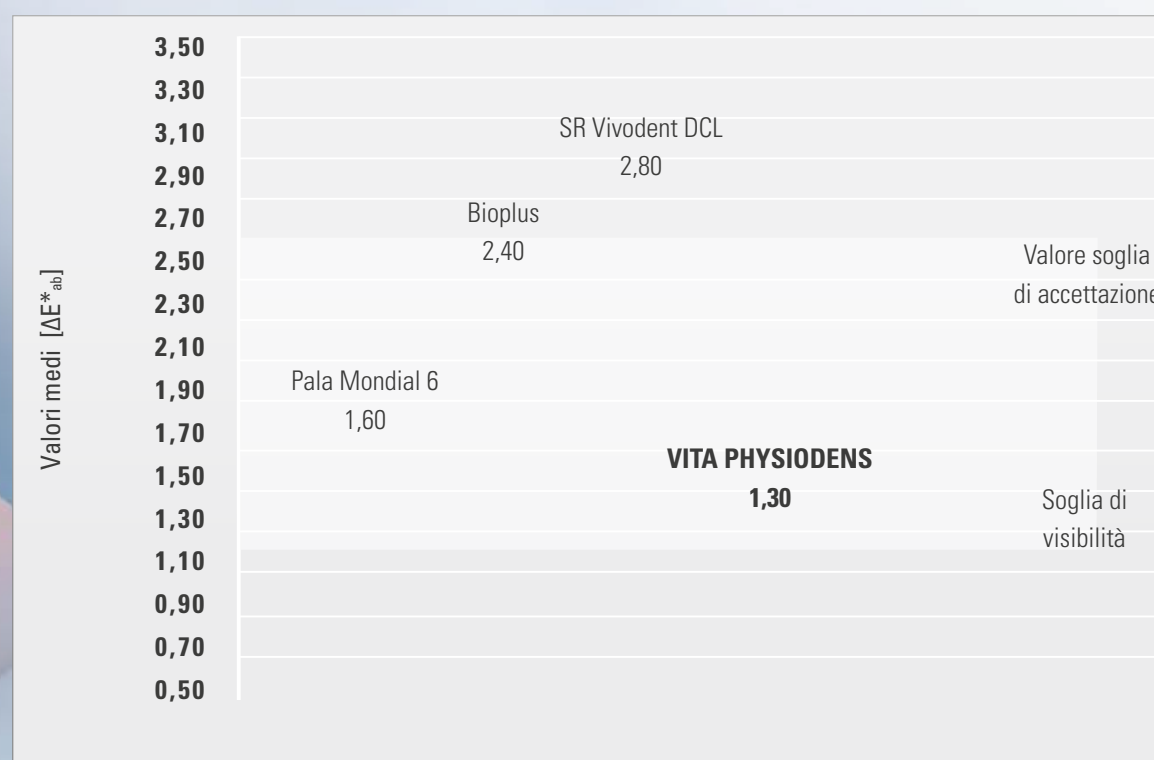 3,50
3,30
3,10
2,90
2,70
2,50
2,30
2,10
1,90
1,70
1,50
1,30
1,10
0,90
0,70
0,50
Valori medi [ΔE*ab]
SR Vivodent DCL
2,80
Bioplus
2,40
Valore soglia
di accettazione
Pala Mondial 6
1,60
VITA PHYSIODENS
1,30
Soglia di
visibilità